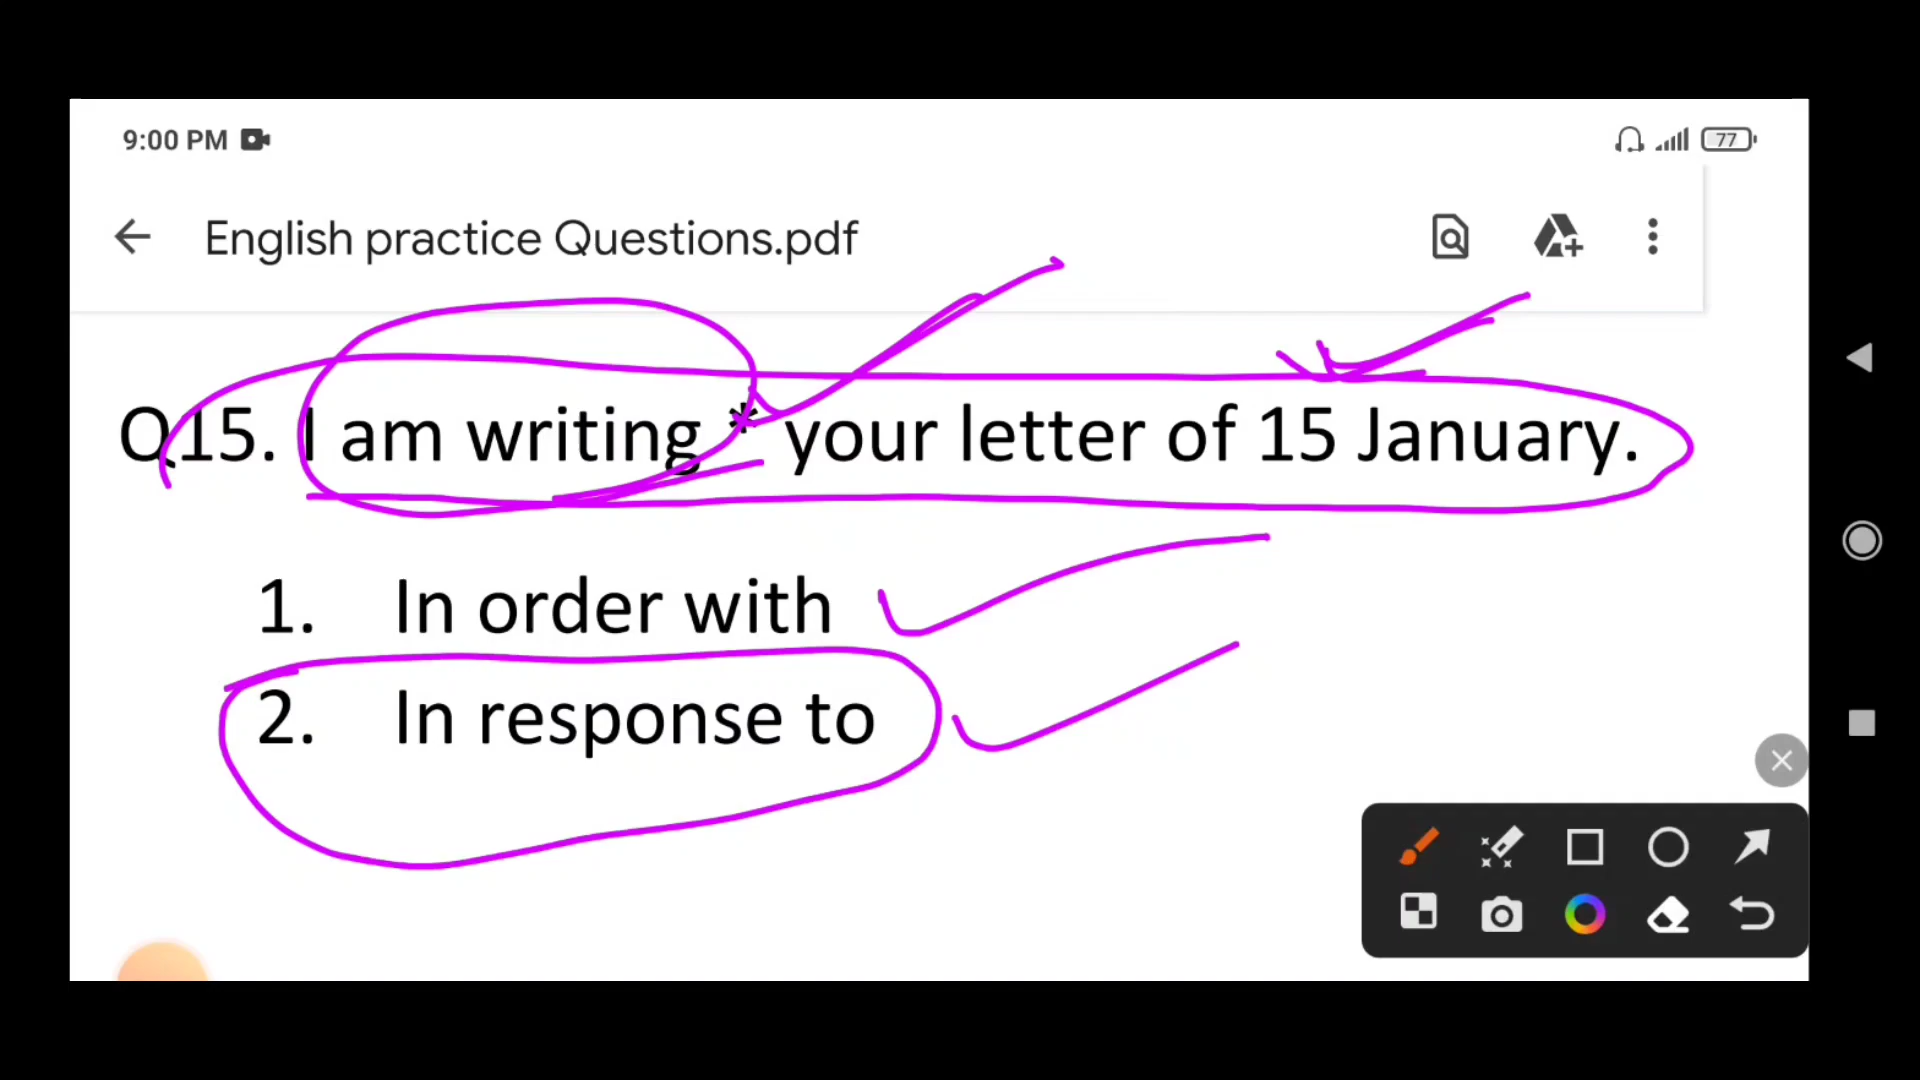 9:00 PM
77
English practice Questions.pdf
Q15. I am writing * your letter of 15 January.
1. In order with
2. In response to